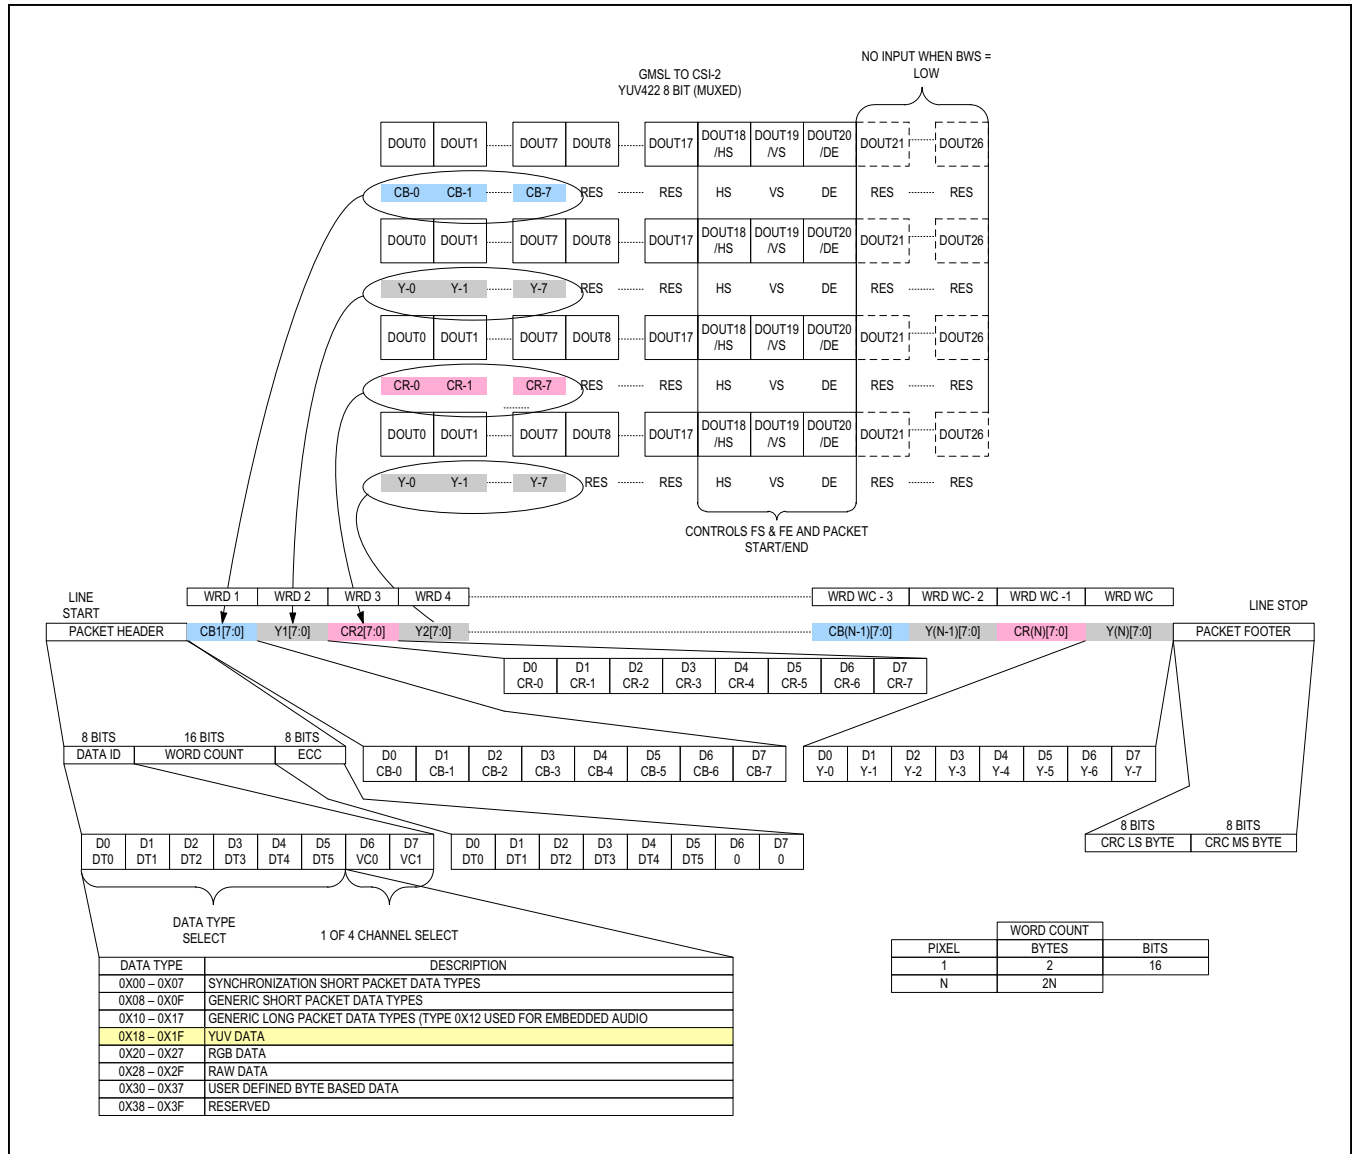 NO INPUT WHEN BWS =
LOW
GMSL TO CSI-2
YUV422 8 BIT (MUXED)
DOUT0 DOUT1 DOUT7 DOUT8 DOUT17 DOUT18 /HS DOUT19 /VS DOUT20 /DE DOUT21 DOUT26
CB-0 CB-1 CB-7 RES RES HS VS DE RES RES
DOUT0 DOUT1 DOUT7 DOUT8 DOUT17 DOUT18 /HS DOUT19 /VS DOUT20 /DE DOUT21 DOUT26
Y-0 Y-1 Y-7 RES RES HS VS DE RES RES
DOUT0 DOUT1 DOUT7 DOUT8 DOUT17 DOUT18 /HS DOUT19 /VS DOUT20 /DE DOUT21 DOUT26
CR-0 CR-1 CR-7 RES RES HS VS DE RES RES
DOUT0 DOUT1 DOUT7 DOUT8 DOUT17 DOUT18 /HS DOUT19 /VS DOUT20 /DE DOUT21 DOUT26
Y-0 Y-1 Y-7 RES RES HS VS DE RES RES
CONTROLS FS & FE AND PACKET
START/END
LINE
START
WRD 1 WRD 2 WRD 3 WRD 4 WRD WC - 3 WRD WC- 2 WRD WC -1 WRD WC
LINE STOP
PACKET HEADER CB1[7:0] Y1[7:0] CR2[7:0] Y2[7:0] CB(N-1)[7:0] Y(N-1)[7:0] CR(N)[7:0] Y(N)[7:0] PACKET FOOTER
D0 D1 D2 D3 D4 D5 D6 D7
CR-0 CR-1 CR-2 CR-3 CR-4 CR-5 CR-6 CR-7
8 BITS 16 BITS 8 BITS
DATA ID WORD COUNT ECC
D0 D1 D2 D3 D4 D5 D6 D7
CB-0 CB-1 CB-2 CB-3 CB-4 CB-5 CB-6 CB-7
D0 D1 D2 D3 D4 D5 D6 D7
Y-0 Y-1 Y-2 Y-3 Y-4 Y-5 Y-6 Y-7
8 BITS 8 BITS
CRC LS BYTE CRC MS BYTE
D0 D1 D2 D3 D4 D5 D6 D7
DT0 DT1 DT2 DT3 DT4 DT5 VC0 VC1
D0 D1 D2 D3 D4 D5 D6 D7
DT0 DT1 DT2 DT3 DT4 DT5 0 0
DATA TYPE
SELECT
1 OF 4 CHANNEL SELECT
WORD COUNT
PIXEL BYTES BITS
1 2 16
N 2N
DATA TYPE DESCRIPTION
0X00 – 0X07 SYNCHRONIZATION SHORT PACKET DATA TYPES
0X08 – 0X0F GENERIC SHORT PACKET DATA TYPES
0X10 – 0X17 GENERIC LONG PACKET DATA TYPES (TYPE 0X12 USED FOR EMBEDDED AUDIO
0X18 – 0X1F YUV DATA
0X20 – 0X27 RGB DATA
0X28 – 0X2F RAW DATA
0X30 – 0X37 USER DEFINED BYTE BASED DATA
0X38 – 0X3F RESERVED